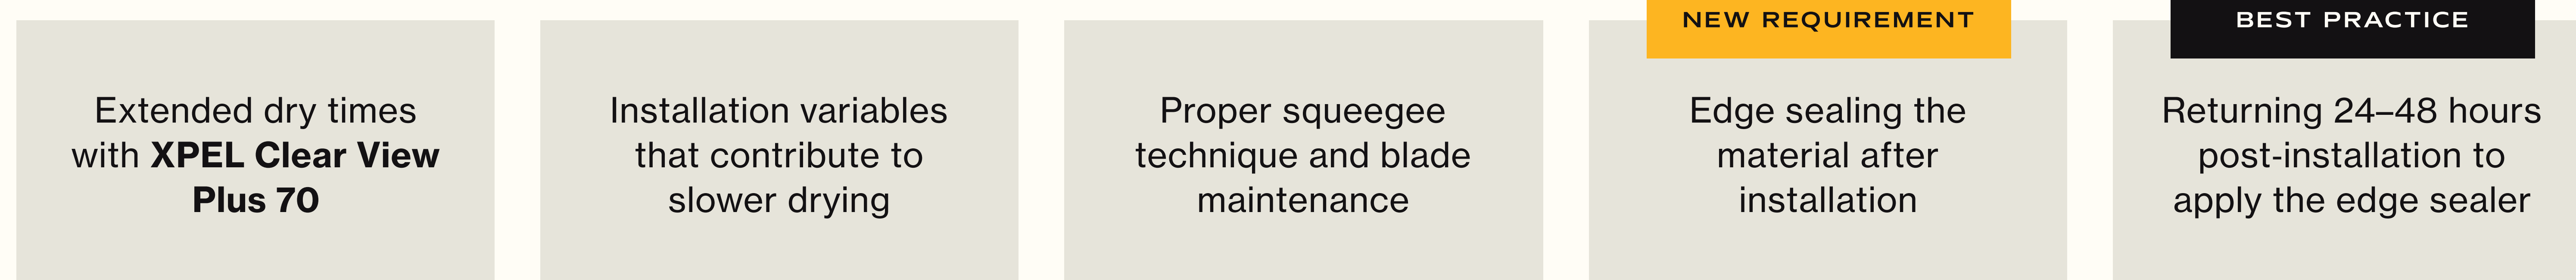 Extended dry times
with XPEL Clear View
Plus 70
Installation variables
that contribute to
slower drying
Proper squeegee
technique and blade
maintenance
NEW REQUIREMENT
Edge sealing the
material after
installation
BEST PRACTICE
Returning 24–48 hours
post-installation to
apply the edge sealer